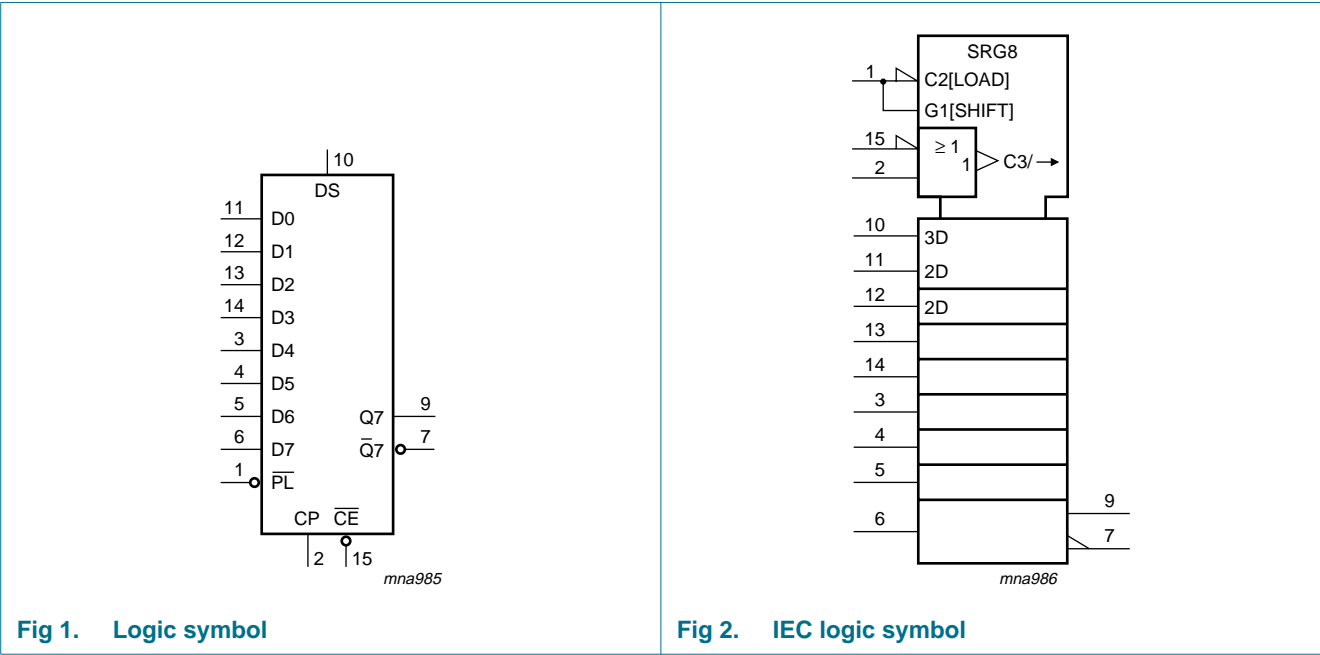 10
DS
11 D0
12 D1
13 D2
14 D3
3 D4
4 D5
5 D6 Q7 9
6 D7 Q̅7 7
1 P̅L̅
CP C̅E̅
2 15
mna985
Fig 1. Logic symbol
SRG8
1 C2[LOAD]
G1[SHIFT]
15 ≥ 1
2 1 C3/→
10 3D
11 2D
12 2D
13
14
3
4
5
9
6
7
mna986
Fig 2. IEC logic symbol